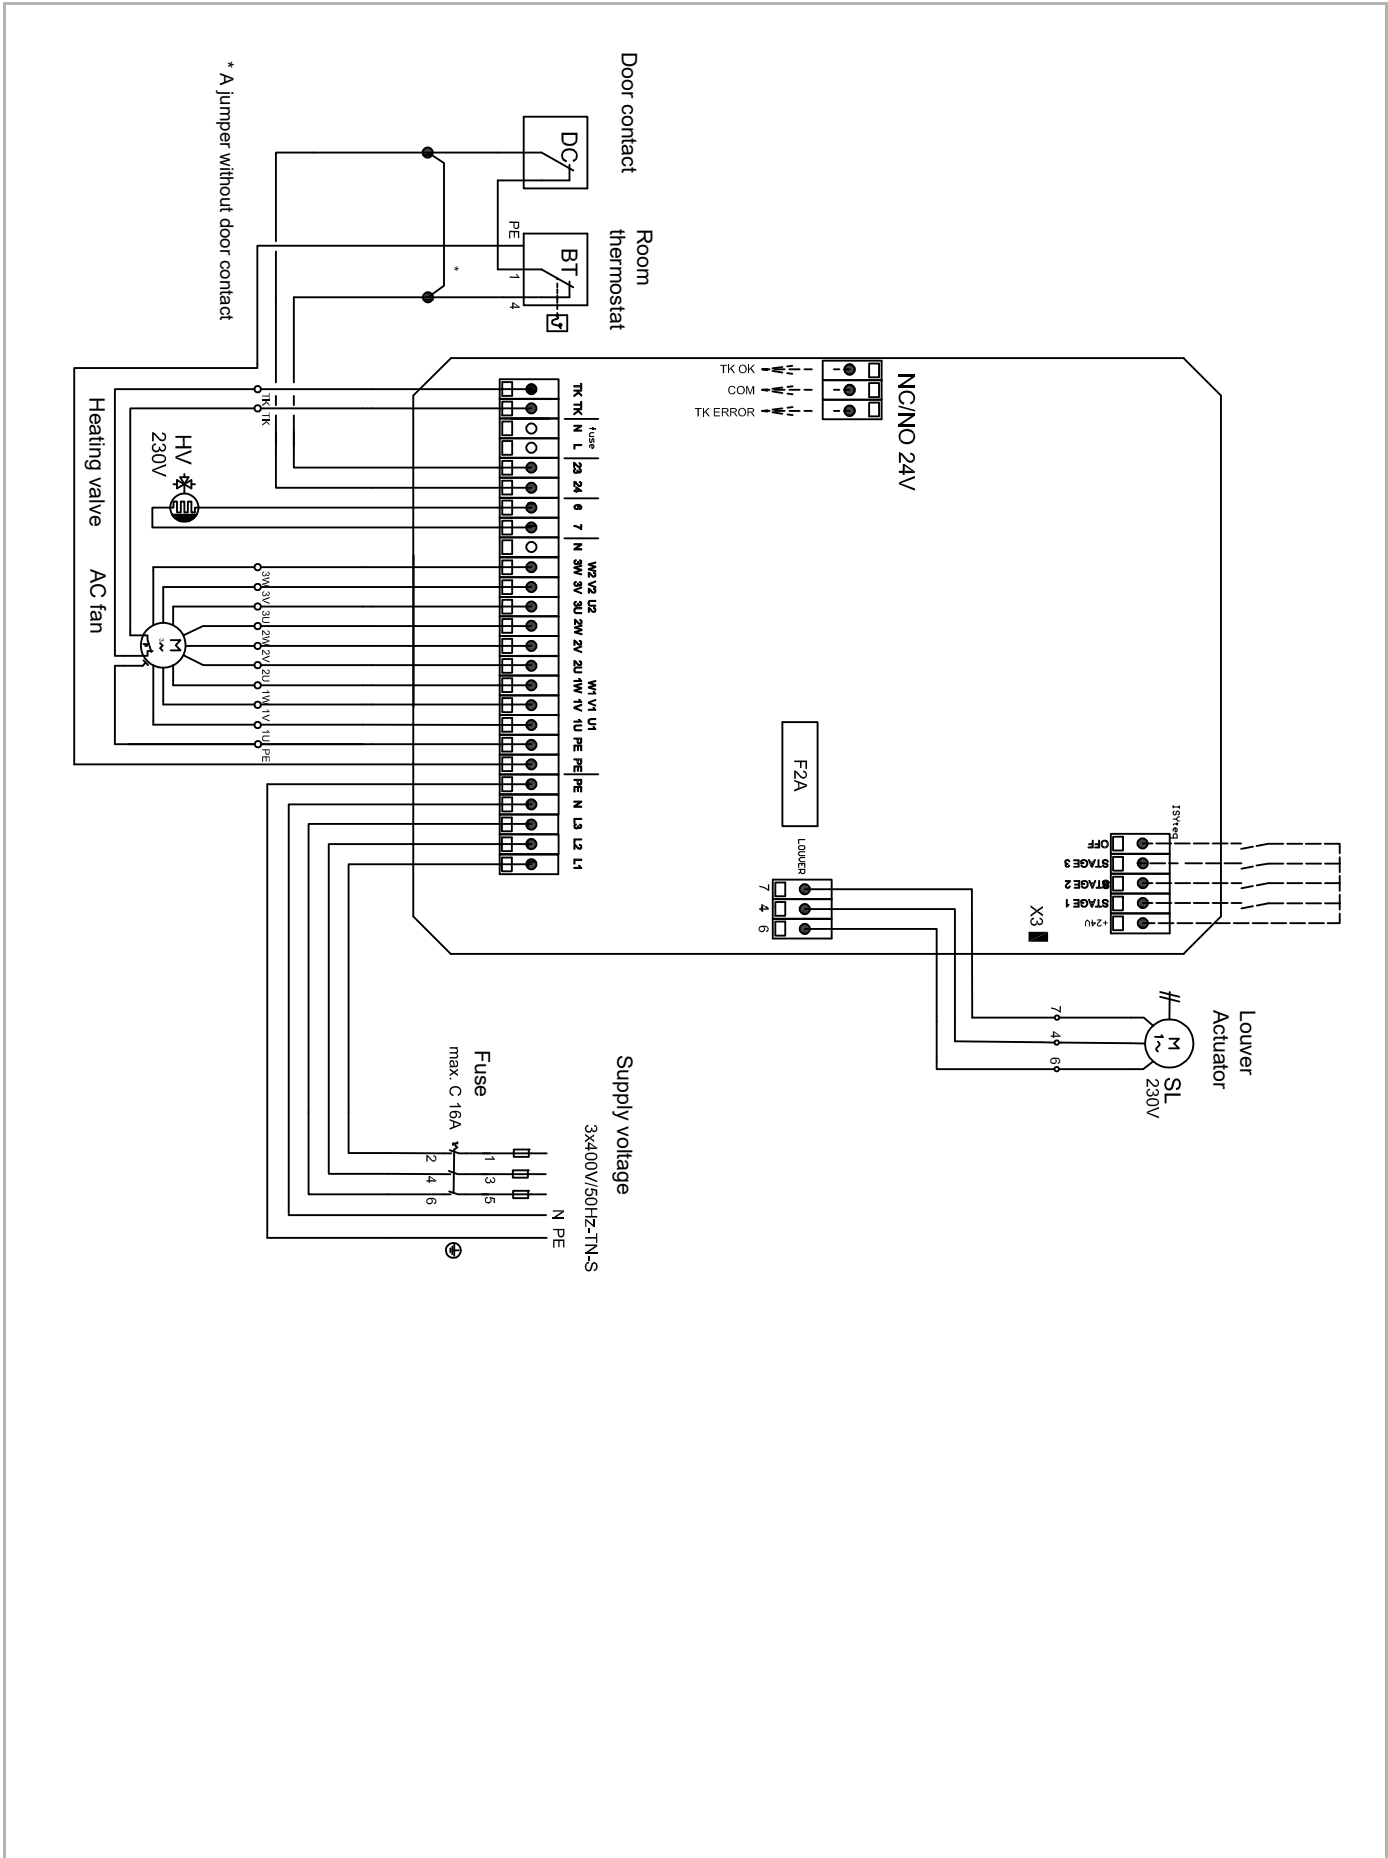 Door contact
DC
* A jumper without door contact
Room
thermostat
PE
BT
1
4
*
NC/NO 24V
TK OK
COM
TK ERROR
TK TK N L 23 24 6 7 N 3W 3V 3U 2W 2V 2U 1W 1V 1U PE PE PE N L3 L2 L1
fuse
W2 V2 U2
W1 V1 U1
TK TK
3W 3V 3U 2W 2V 2U 1W 1V 1U PE
HV
230V
Heating valve
AC fan
M
3~
F2A
LOUVER
7 4 6
ISYteq
OFF
STAGE 3
STAGE 2
STAGE 1
+24V
X3
Louver
Actuator
7 4 6
M
1~
SL
230V
Supply voltage
3x400V/50Hz-TN-S
Fuse
max. C 16A
1 3 5
2 4 6
N PE